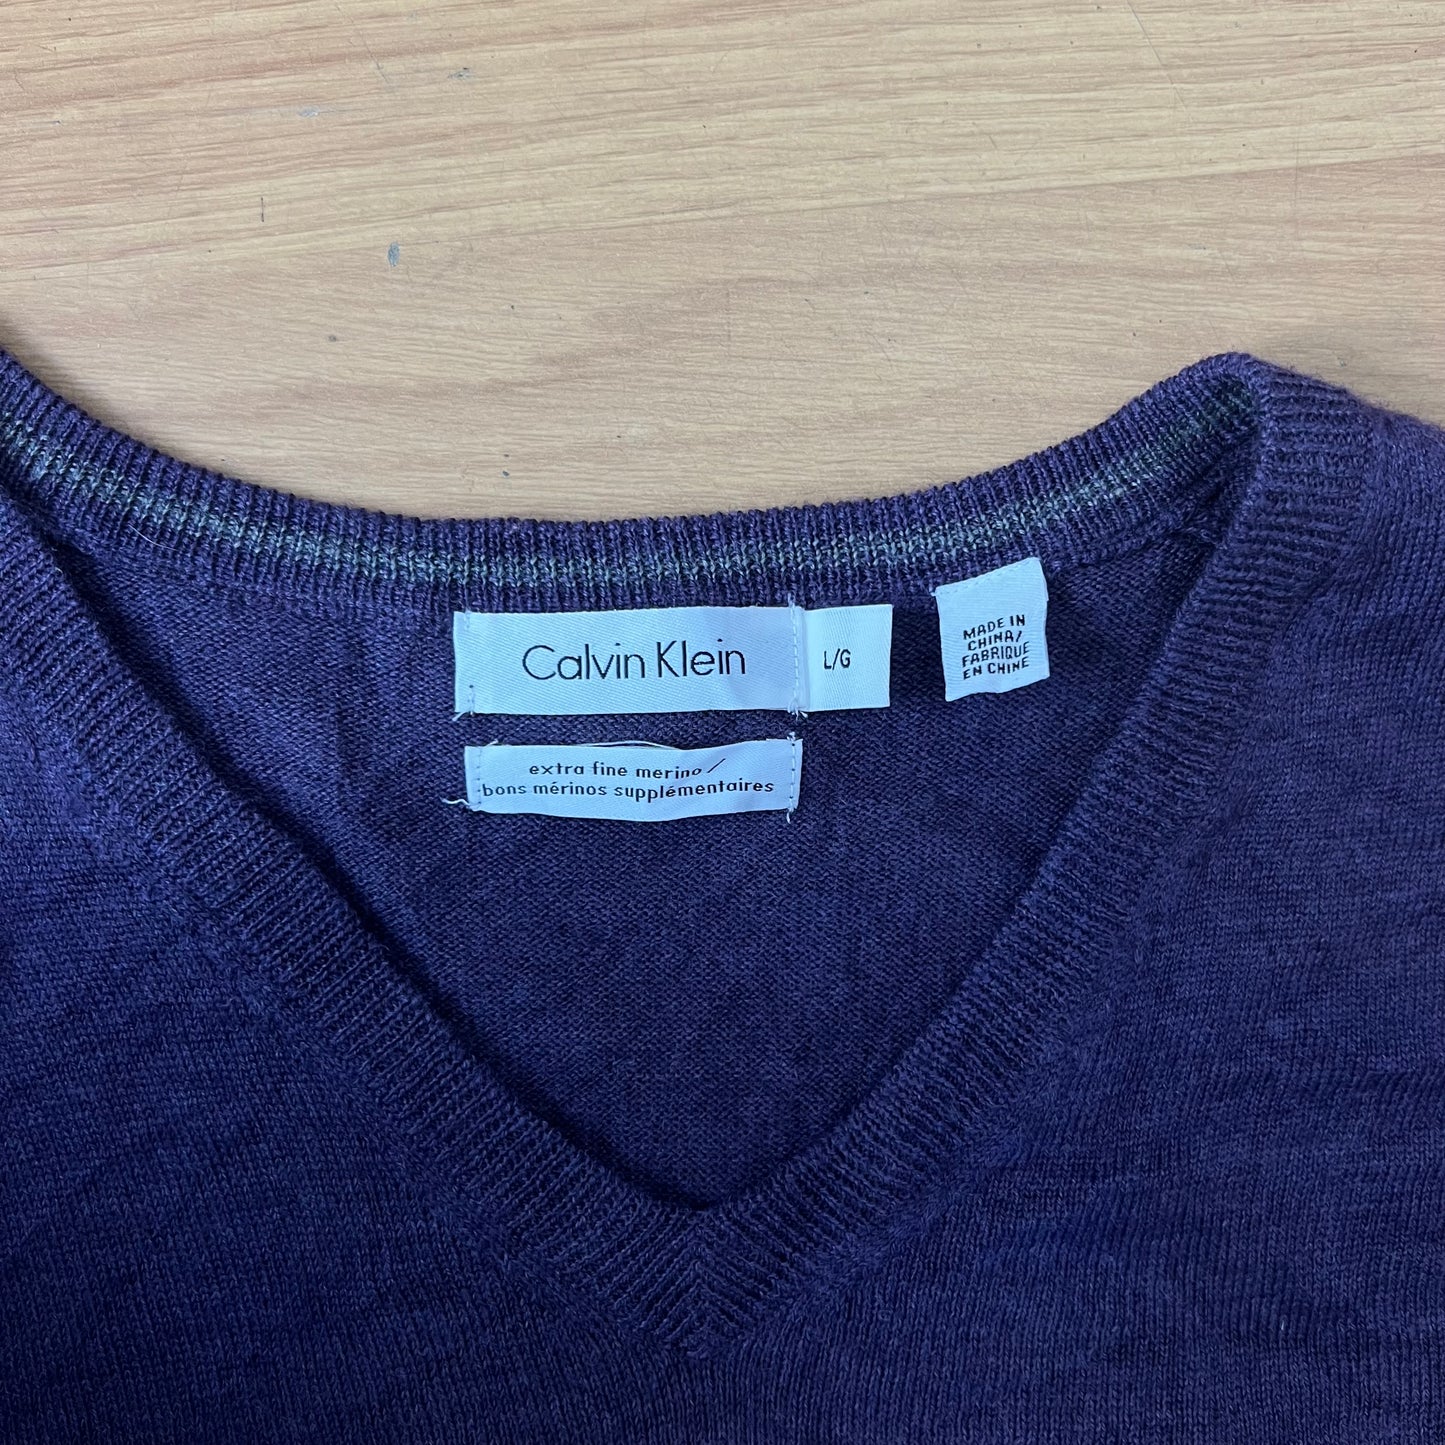 Calvin Klein
L/G
MADE IN
CHINA/
FABRIQUE
EN CHINE
extra fine merino /
bons mérinos supplémentaires